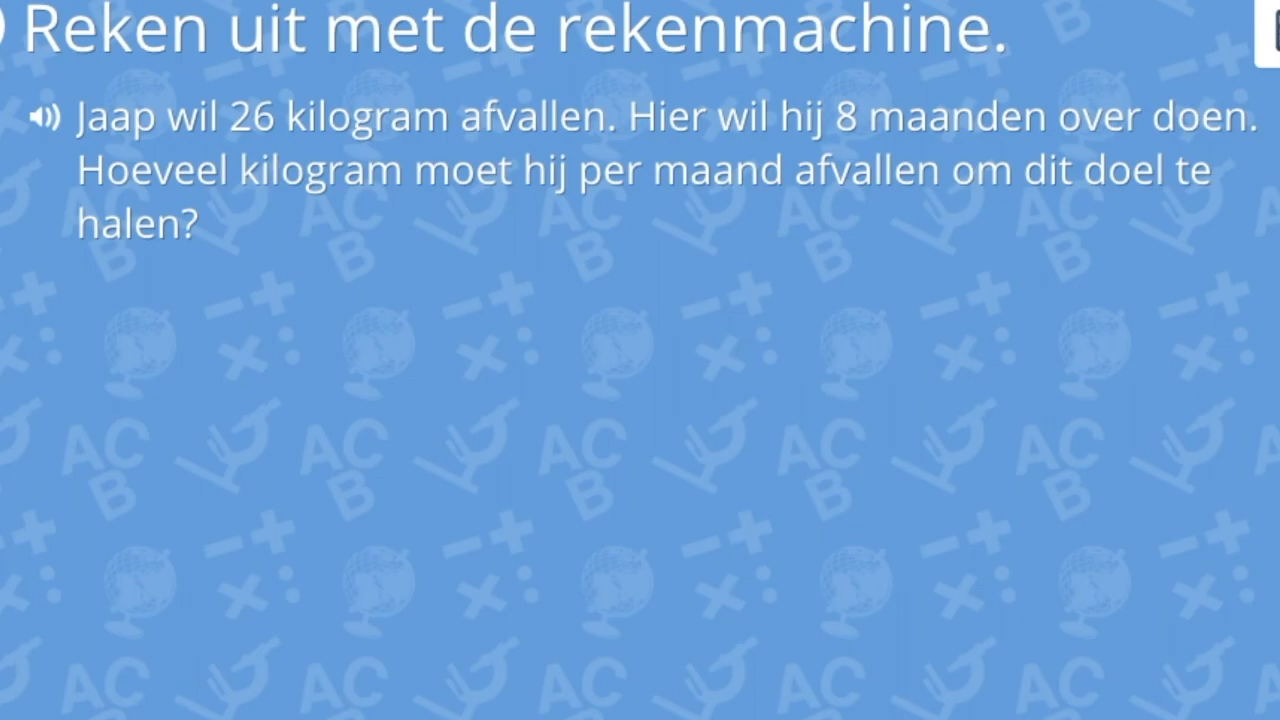 Reken uit met de rekenmachine.
Jaap wil 26 kilogram afvallen. Hier wil hij 8 maanden over doen.
Hoeveel kilogram moet hij per maand afvallen om dit doel te
halen?